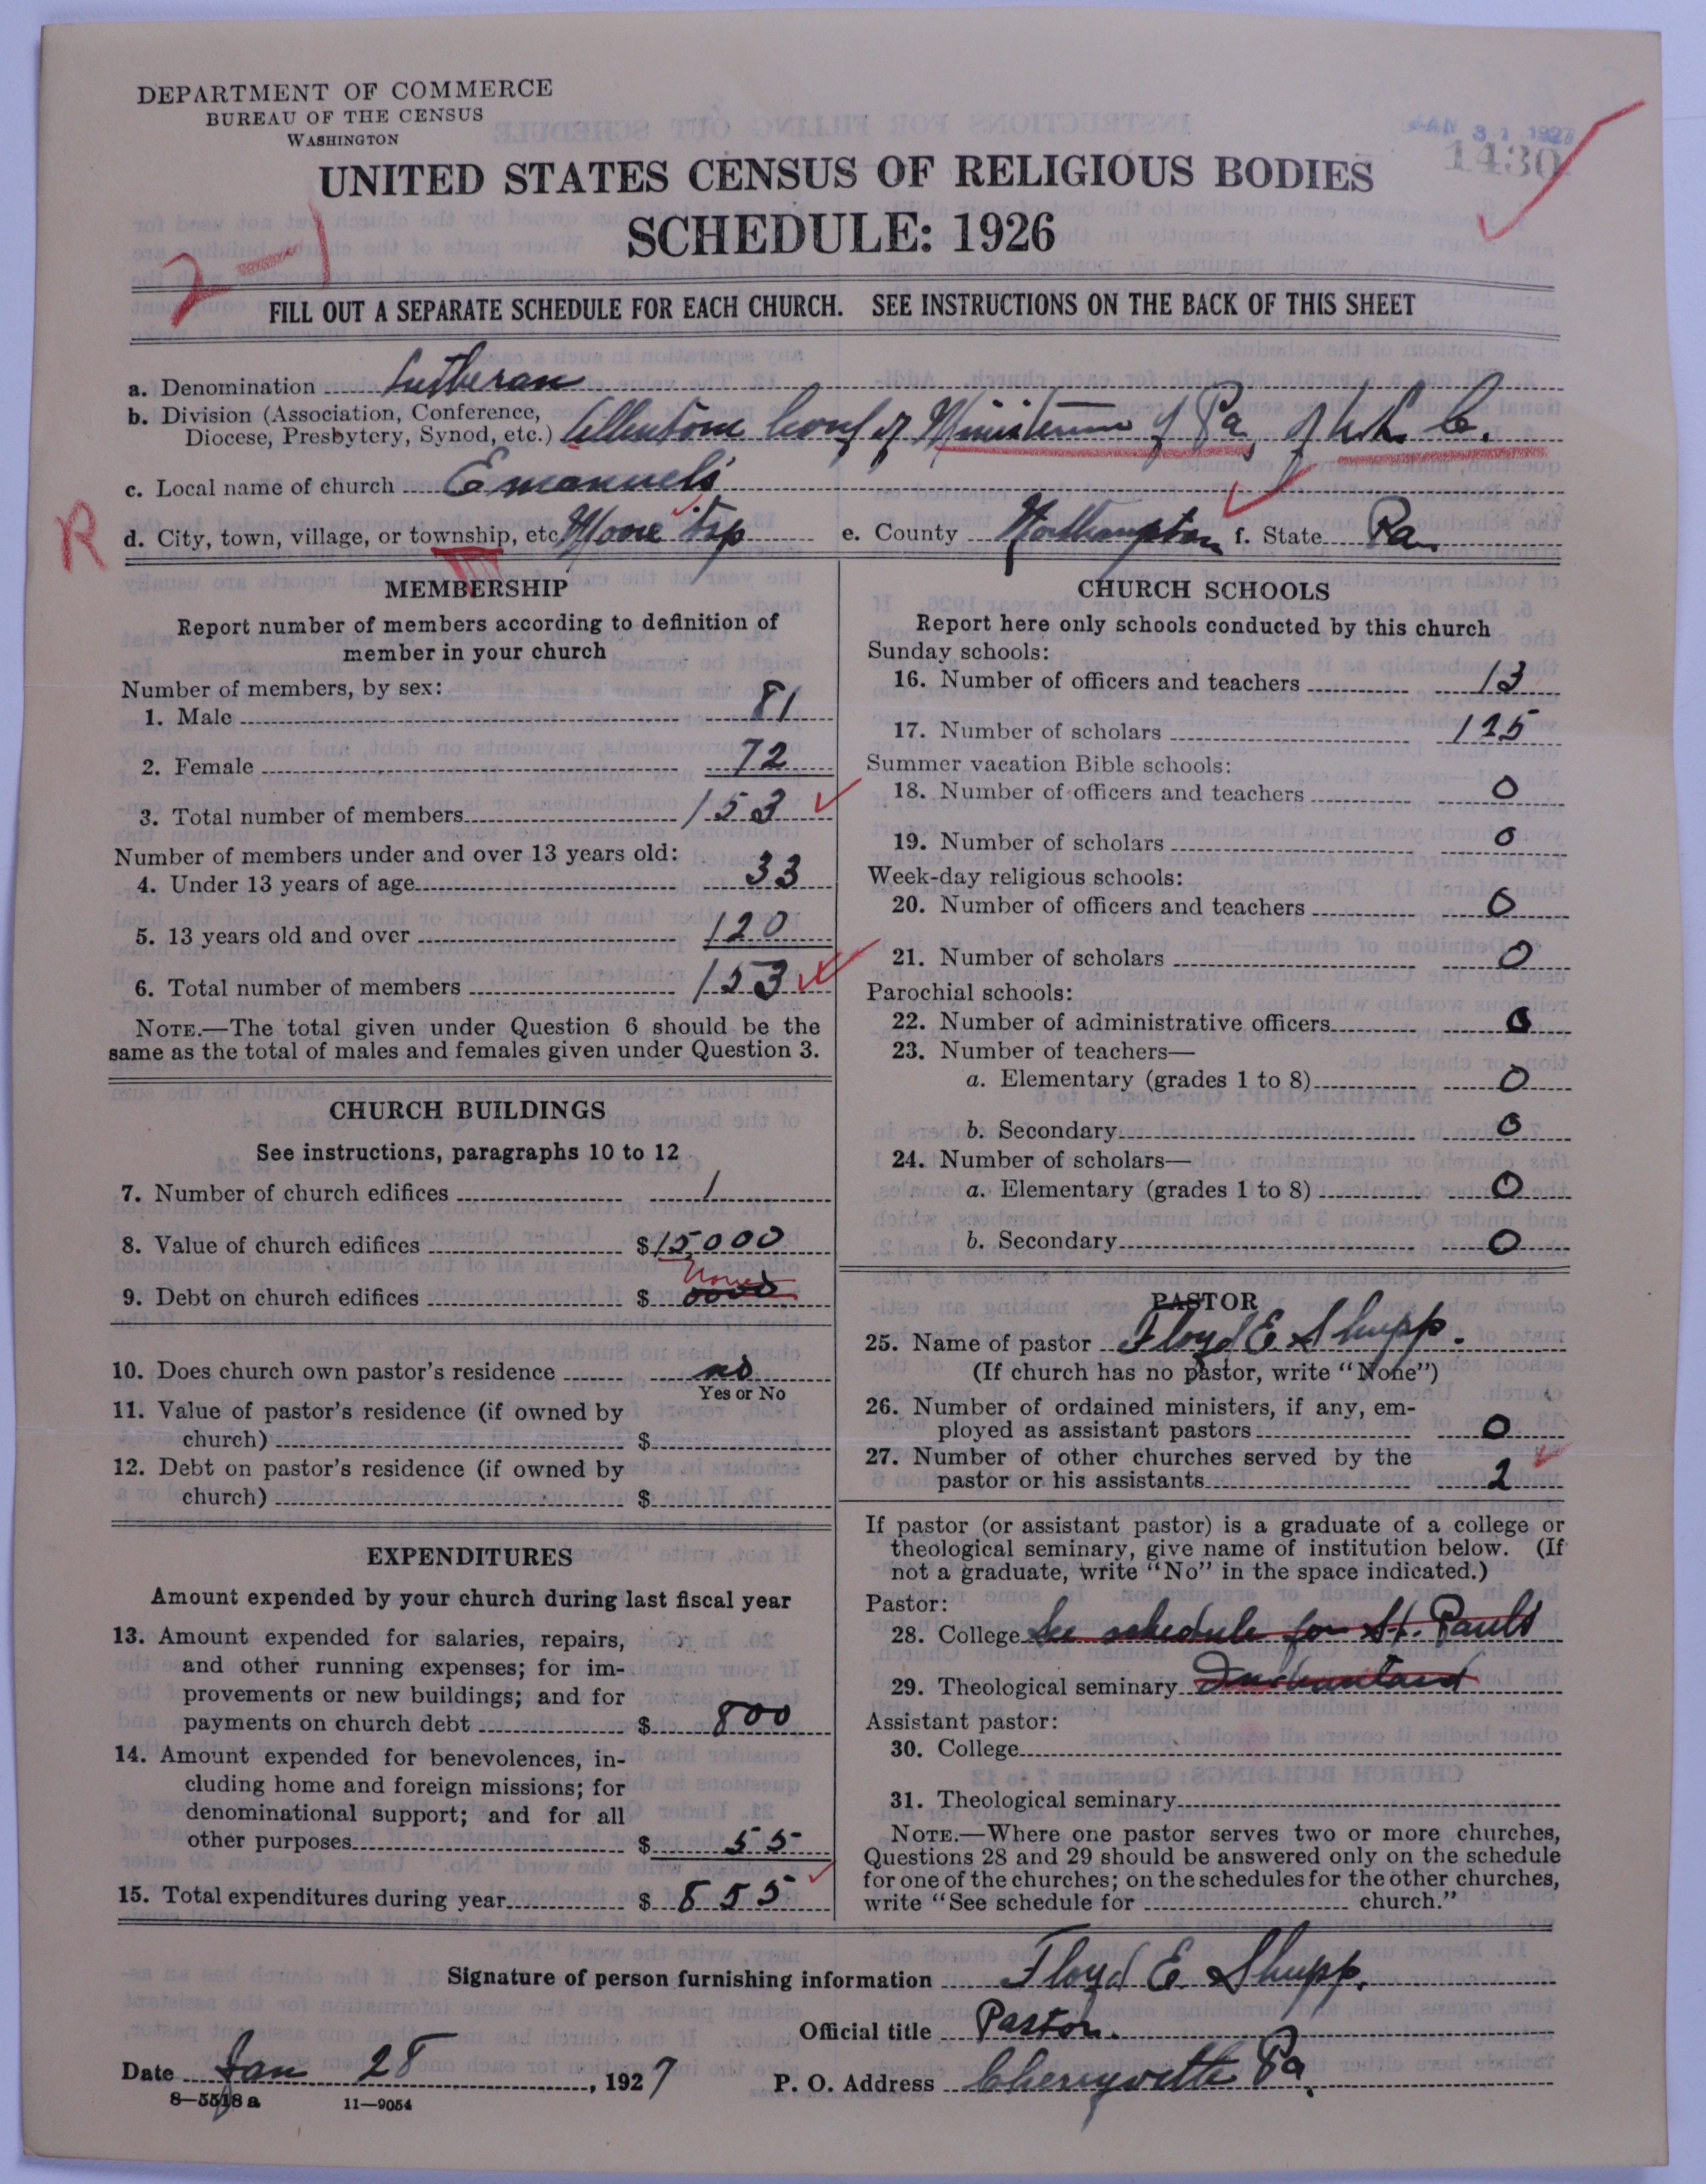 DEPARTMENT OF COMMERCE
BUREAU OF THE CENSUS
WASHINGTON
JAN 31 1927
1430
UNITED STATES CENSUS OF RELIGIOUS BODIES
SCHEDULE: 1926
2-1
FILL OUT A SEPARATE SCHEDULE FOR EACH CHURCH. SEE INSTRUCTIONS ON THE BACK OF THIS SHEET
a. Denomination Lutheran
b. Division (Association, Conference,
Diocese, Presbytery, Synod, etc.) Allentown Conf of Ministerium of Pa, of U. L. C.
c. Local name of church Emanuel's
R
d. City, town, village, or township, etc. Moore Tsp e. County Northampton f. State Pa.
MEMBERSHIP
Report number of members according to definition of
member in your church
Number of members, by sex:
1. Male 81
2. Female 72
3. Total number of members 153
Number of members under and over 13 years old:
4. Under 13 years of age 33
5. 13 years old and over 120
6. Total number of members 153
NOTE.—The total given under Question 6 should be the
same as the total of males and females given under Question 3.
CHURCH BUILDINGS
See instructions, paragraphs 10 to 12
7. Number of church edifices 1
8. Value of church edifices $15,000
None
9. Debt on church edifices $ 0000
10. Does church own pastor's residence no
Yes or No
11. Value of pastor's residence (if owned by
church) $
12. Debt on pastor's residence (if owned by
church) $
EXPENDITURES
Amount expended by your church during last fiscal year
13. Amount expended for salaries, repairs,
and other running expenses; for im-
provements or new buildings; and for
payments on church debt $ 800
14. Amount expended for benevolences, in-
cluding home and foreign missions; for
denominational support; and for all
other purposes $ 55
15. Total expenditures during year $ 855
CHURCH SCHOOLS
Report here only schools conducted by this church
Sunday schools:
16. Number of officers and teachers 13
17. Number of scholars 125
Summer vacation Bible schools:
18. Number of officers and teachers 0
19. Number of scholars 0
Week-day religious schools:
20. Number of officers and teachers 0
21. Number of scholars 0
Parochial schools:
22. Number of administrative officers 0
23. Number of teachers—
a. Elementary (grades 1 to 8) 0
b. Secondary 0
24. Number of scholars—
a. Elementary (grades 1 to 8) 0
b. Secondary 0
PASTOR
25. Name of pastor Floyd E Shupp.
(If church has no pastor, write "None")
26. Number of ordained ministers, if any, em-
ployed as assistant pastors 0
27. Number of other churches served by the
pastor or his assistants 2
If pastor (or assistant pastor) is a graduate of a college or
theological seminary, give name of institution below. (If
not a graduate, write "No" in the space indicated.)
Pastor:
28. College See schedule for St. Pauls
29. Theological seminary
Assistant pastor:
30. College
31. Theological seminary
NOTE.—Where one pastor serves two or more churches,
Questions 28 and 29 should be answered only on the schedule
for one of the churches; on the schedules for the other churches,
write "See schedule for church."
Signature of person furnishing information Floyd E. Shupp.
Official title Pastor.
Date Jan 28, 1927 P. O. Address Cherryville Pa.
8—5518 a 11—9054